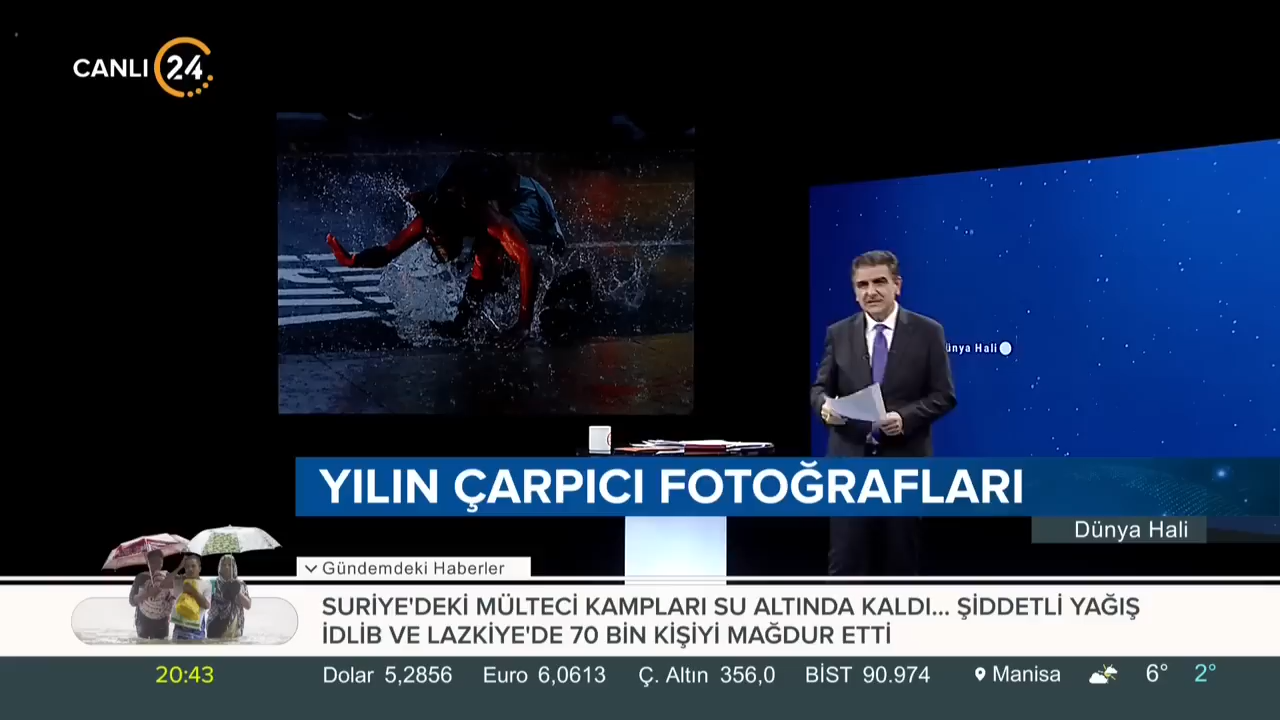 CANLI 24
ünya Hali
YILIN ÇARPICI FOTOĞRAFLARI
Dünya Hali
Gündemdeki Haberler
SURİYE'DEKİ MÜLTECİ KAMPLARI SU ALTINDA KALDI... ŞİDDETLİ YAĞIŞ
İDLİB VE LAZKİYE'DE 70 BİN KİŞİYİ MAĞDUR ETTİ
20:43 Dolar 5,2856 Euro 6,0613 Ç. Altın 356,0 BİST 90.974 Manisa 6° 2°